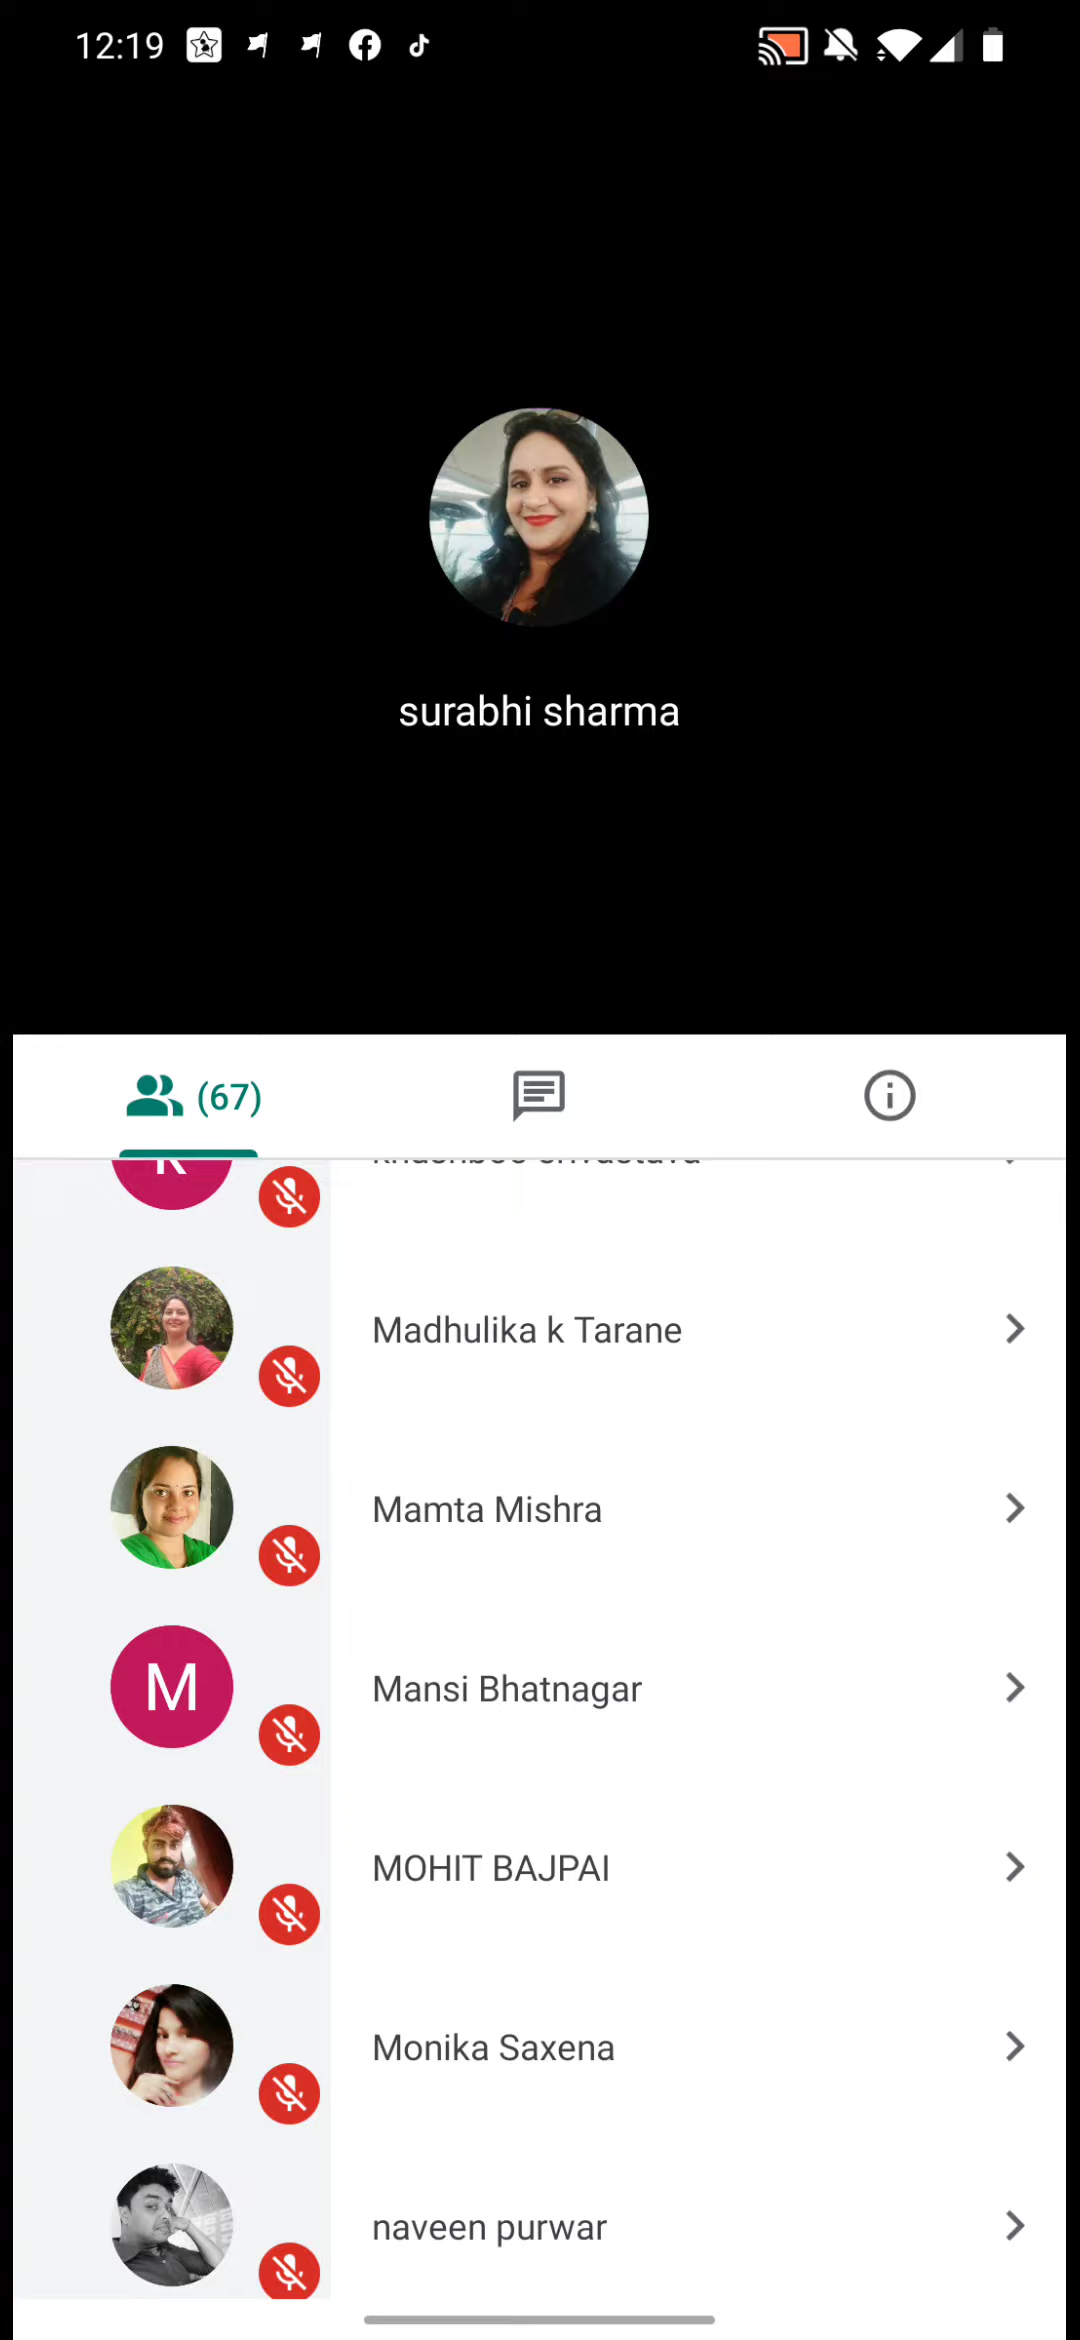 12:19
surabhi sharma
(67)
Madhulika k Tarane
Mamta Mishra
M
Mansi Bhatnagar
MOHIT BAJPAI
Monika Saxena
naveen purwar